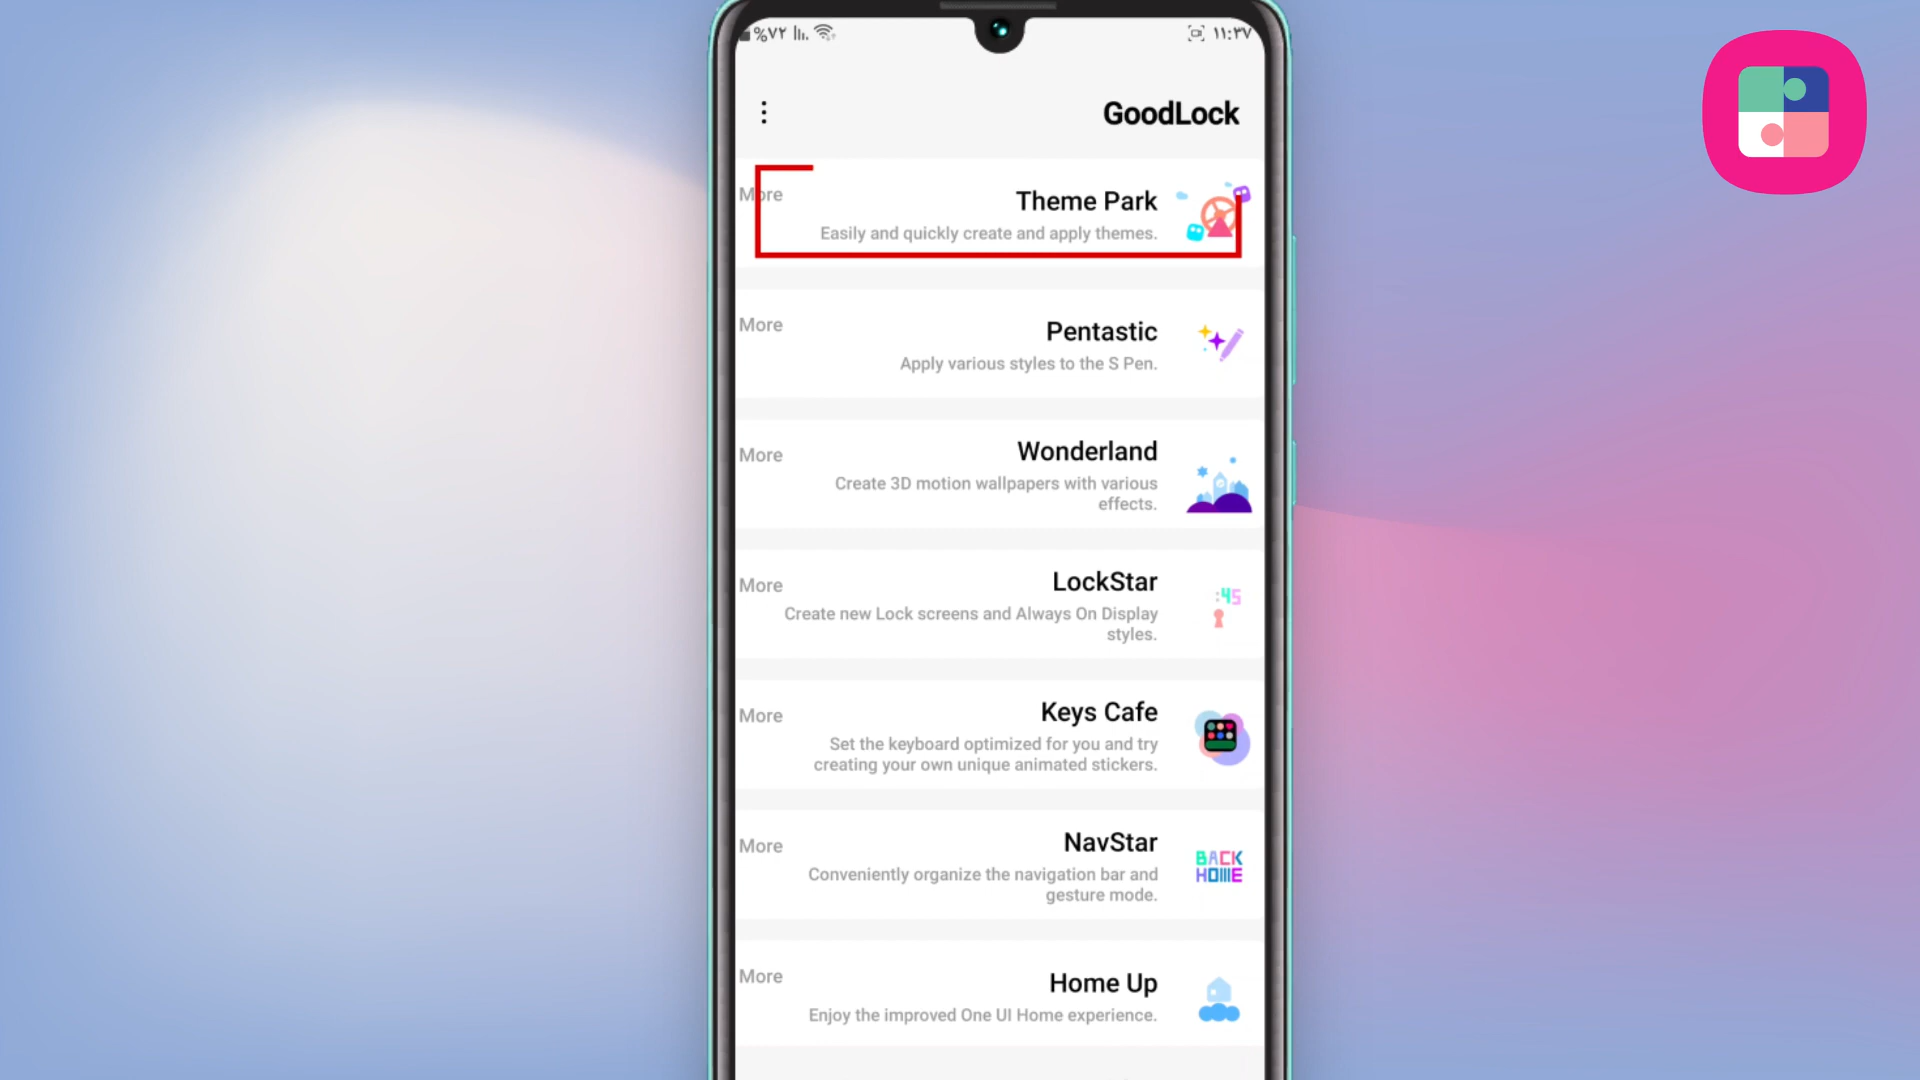 %۷۲
۱۱:۳۷
GoodLock
More
Theme Park
Easily and quickly create and apply themes.
More
Pentastic
Apply various styles to the S Pen.
More
Wonderland
Create 3D motion wallpapers with various
effects.
More
LockStar
Create new Lock screens and Always On Display
styles.
:45
More
Keys Cafe
Set the keyboard optimized for you and try
creating your own unique animated stickers.
More
NavStar
Conveniently organize the navigation bar and
gesture mode.
BACK
HOME
More
Home Up
Enjoy the improved One UI Home experience.